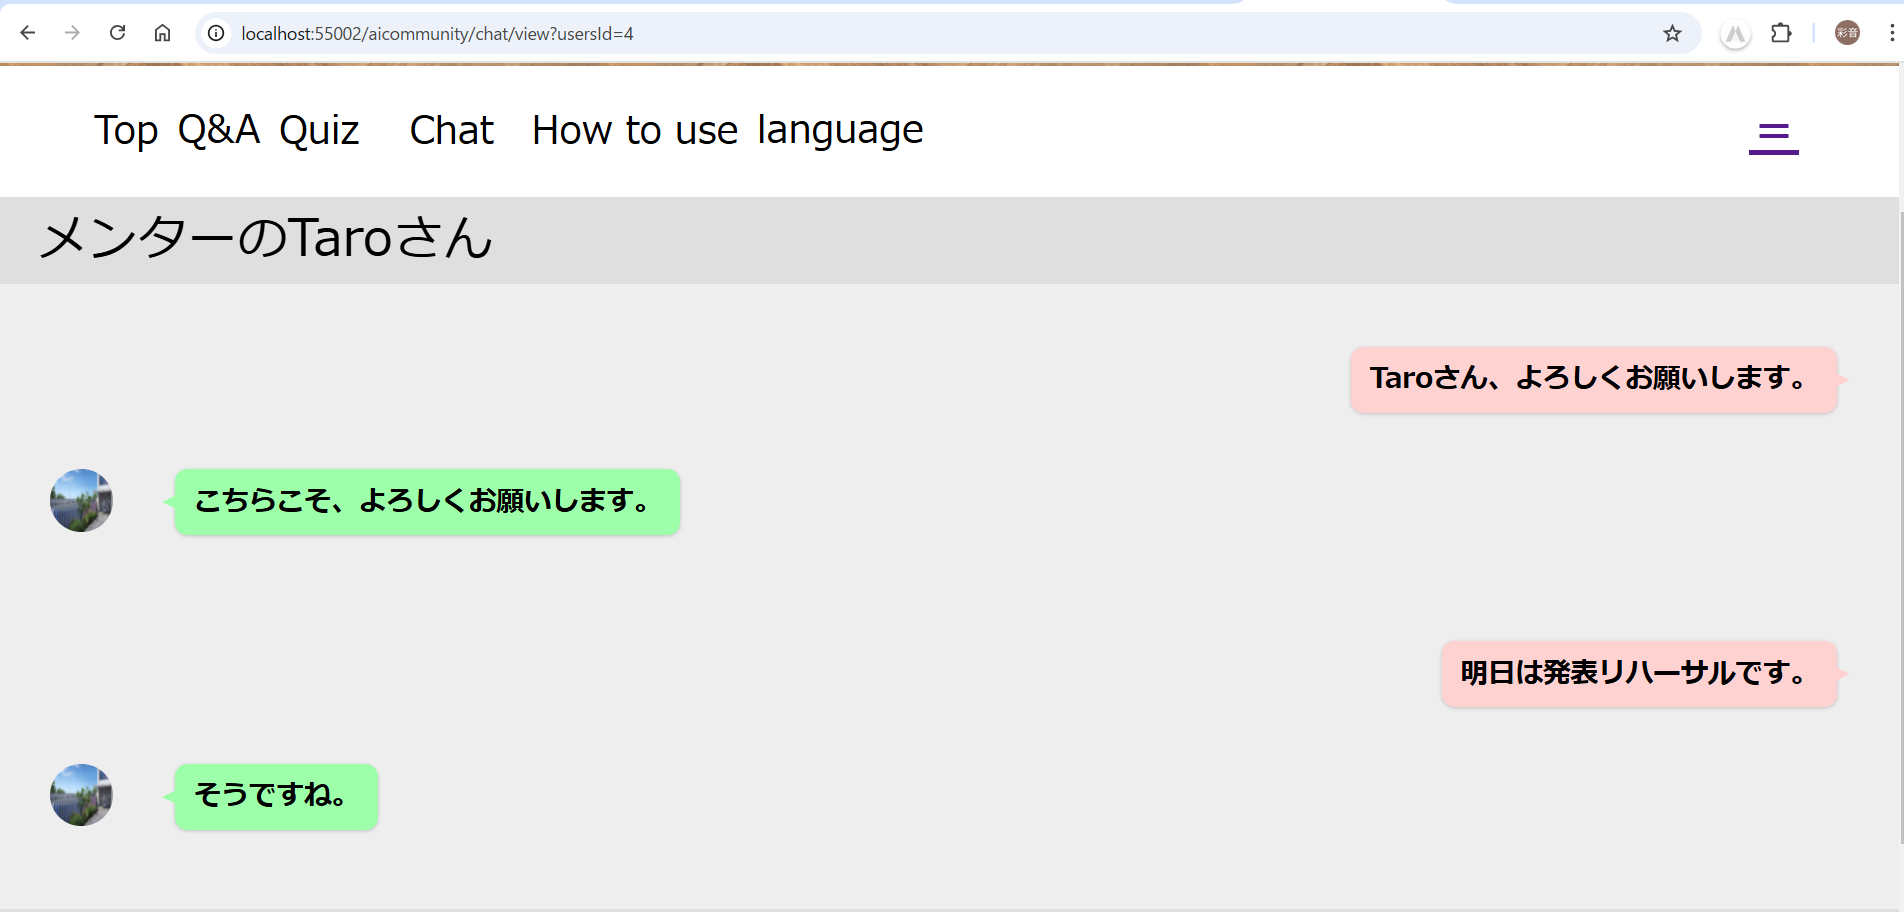 localhost:55002/aicommunity/chat/view?usersId=4
彩音
Top Q&A Quiz Chat How to use language
メンターのTaroさん
Taroさん、よろしくお願いします。
こちらこそ、よろしくお願いします。
明日は発表リハーサルです。
そうですね。